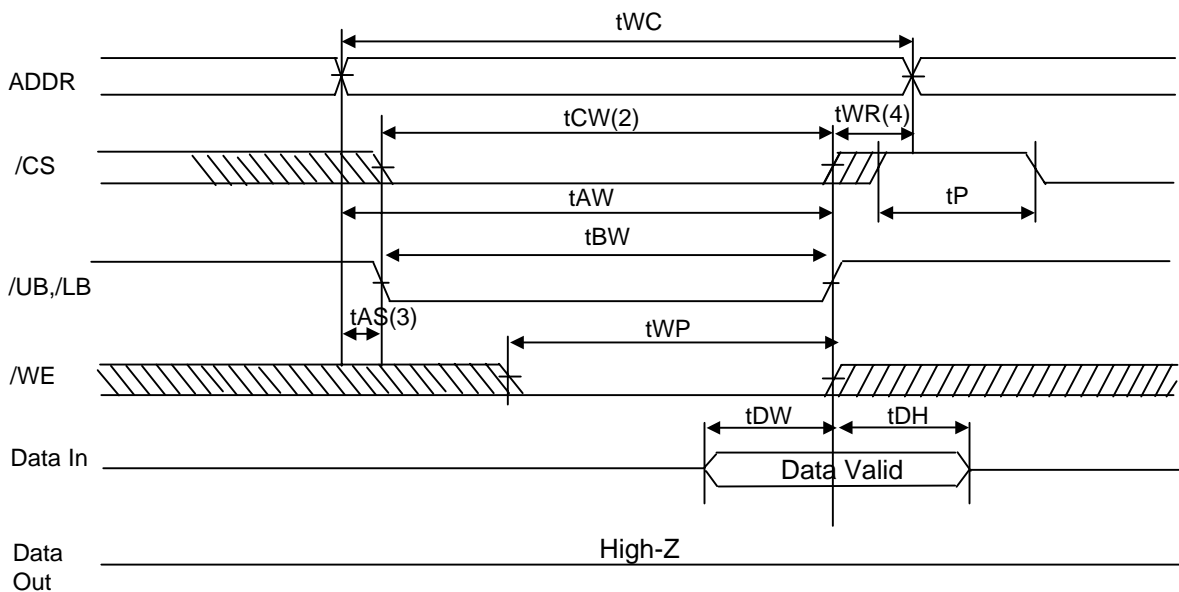 tWC
ADDR
tCW(2)
tWR(4)
/CS
tAW
tP
tBW
/UB,/LB
tAS(3)
tWP
/WE
tDW
tDH
Data In
Data Valid
High-Z
Data
Out